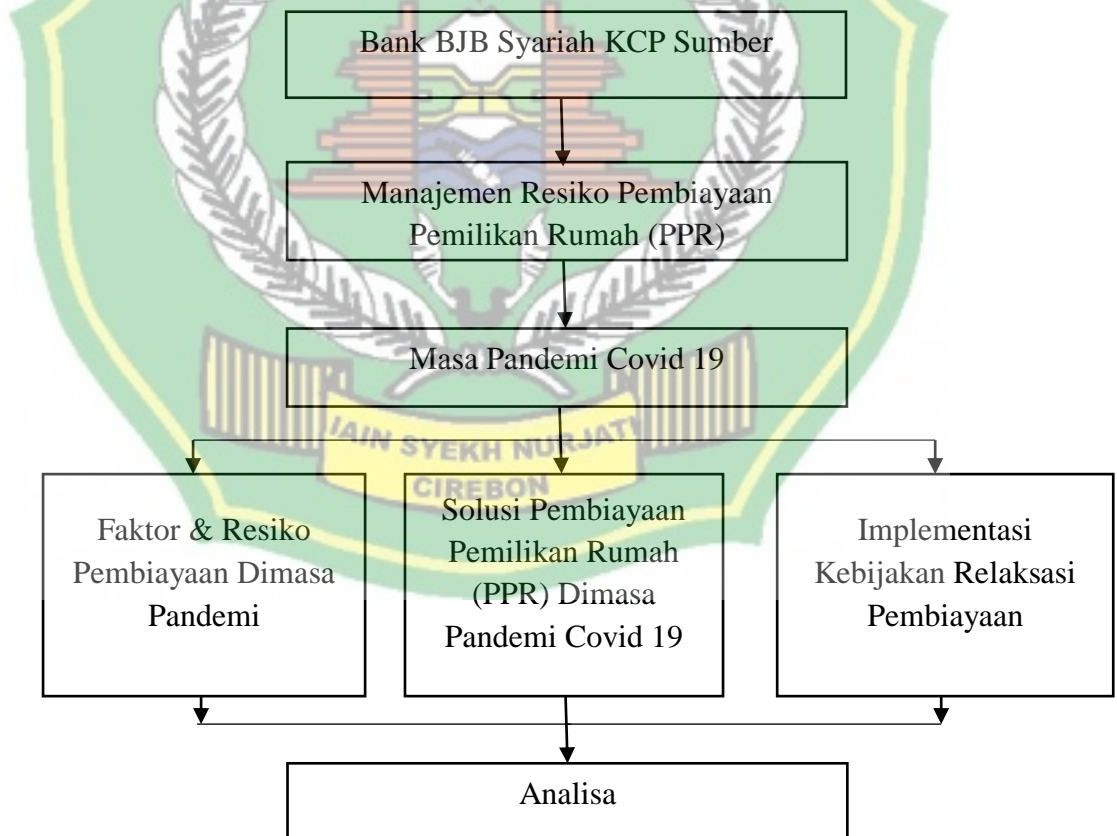 Bank BJB Syariah KCP Sumber
Manajemen Resiko Pembiayaan
Pemilikan Rumah (PPR)
Masa Pandemi Covid 19
IAIN SYEKH NURJATI
CIREBON
Faktor & Resiko
Pembiayaan Dimasa
Pandemi
Solusi Pembiayaan
Pemilikan Rumah
(PPR) Dimasa
Pandemi Covid 19
Implementasi
Kebijakan Relaksasi
Pembiayaan
Analisa